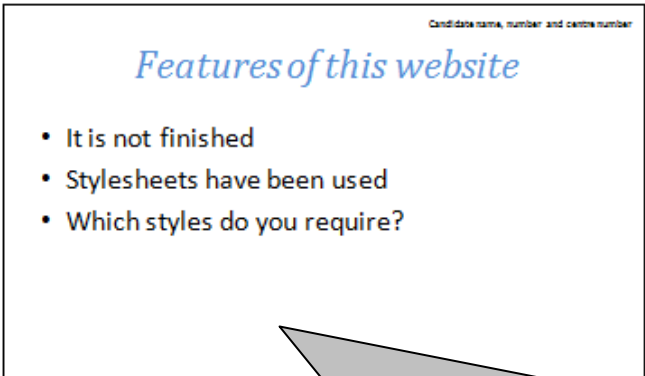 Candidate name, number and centre number
Features of this website
• It is not finished
• Stylesheets have been used
• Which styles do you require?